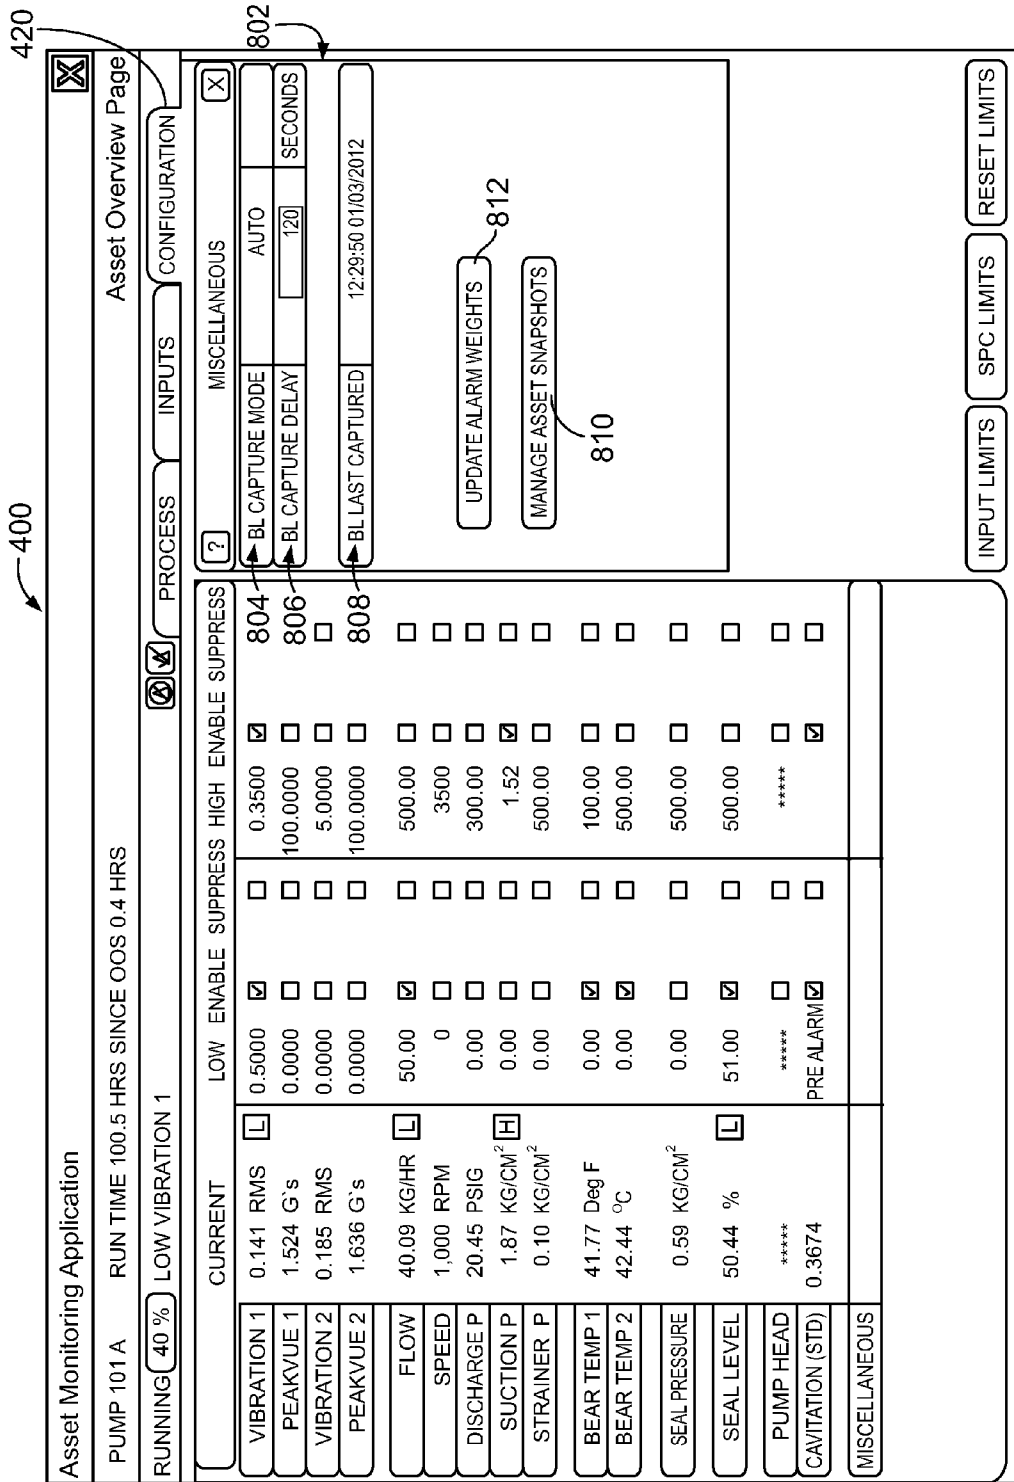 400
420
Asset Monitoring Application X
PUMP 101 A RUN TIME 100.5 HRS SINCE OOS 0.4 HRS Asset Overview Page
RUNNING 40 % LOW VIBRATION 1 PROCESS INPUTS CONFIGURATION
CURRENT LOW ENABLE SUPPRESS HIGH ENABLE SUPPRESS
VIBRATION 1 0.141 RMS L 0.5000 0.3500
PEAKVUE 1 1.524 G`s 0.0000 100.0000
VIBRATION 2 0.185 RMS 0.0000 5.0000
PEAKVUE 2 1.636 G`s 0.0000 100.0000
FLOW 40.09 KG/HR L 50.00 500.00
SPEED 1,000 RPM 0 3500
DISCHARGE P 20.45 PSIG 0.00 300.00
SUCTION P 1.87 KG/CM² H 0.00 1.52
STRAINER P 0.10 KG/CM² 0.00 500.00
BEAR TEMP 1 41.77 Deg F 0.00 100.00
BEAR TEMP 2 42.44 °C 0.00 500.00
SEAL PRESSURE 0.59 KG/CM² 0.00 500.00
SEAL LEVEL 50.44 % L 51.00 500.00
PUMP HEAD ***** ***** *****
CAVITATION (STD) 0.3674 PRE ALARM
MISCELLANEOUS
? MISCELLANEOUS X
802
804 BL CAPTURE MODE AUTO
806 BL CAPTURE DELAY 120 SECONDS
808 BL LAST CAPTURED 12:29:50 01/03/2012
UPDATE ALARM WEIGHTS 812
MANAGE ASSET SNAPSHOTS
810
INPUT LIMITS SPC LIMITS RESET LIMITS